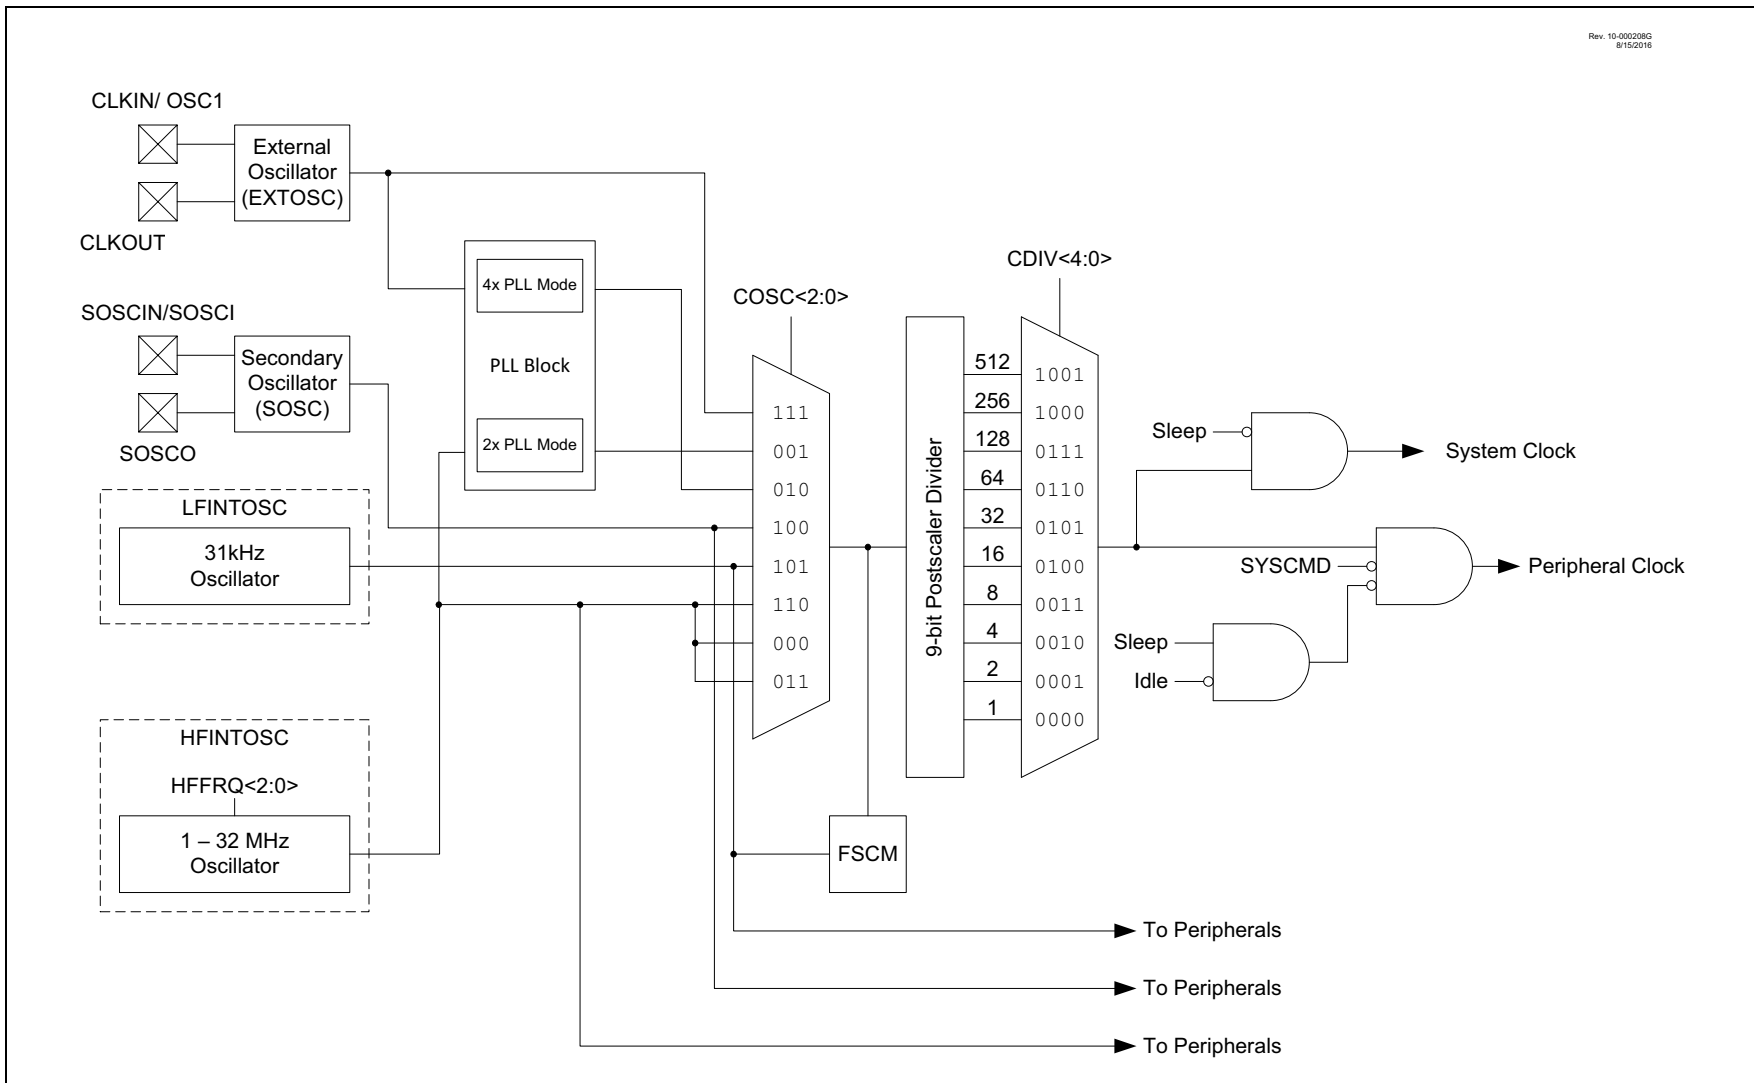 Rev. 10-000208G
8/15/2016
CLKIN/ OSC1
External
Oscillator
(EXTOSC)
CLKOUT
SOSCIN/SOSCI
Secondary
Oscillator
(SOSC)
SOSCO
LFINTOSC
31kHz
Oscillator
HFINTOSC
HFFRQ<2:0>
1 – 32 MHz
Oscillator
4x PLL Mode
PLL Block
2x PLL Mode
COSC<2:0>
111
001
010
100
101
110
000
011
FSCM
9-bit Postscaler Divider
512
256
128
64
32
16
8
4
2
1
CDIV<4:0>
1001
1000
0111
0110
0101
0100
0011
0010
0001
0000
Sleep
System Clock
SYSCMD
Peripheral Clock
Sleep
Idle
To Peripherals
To Peripherals
To Peripherals